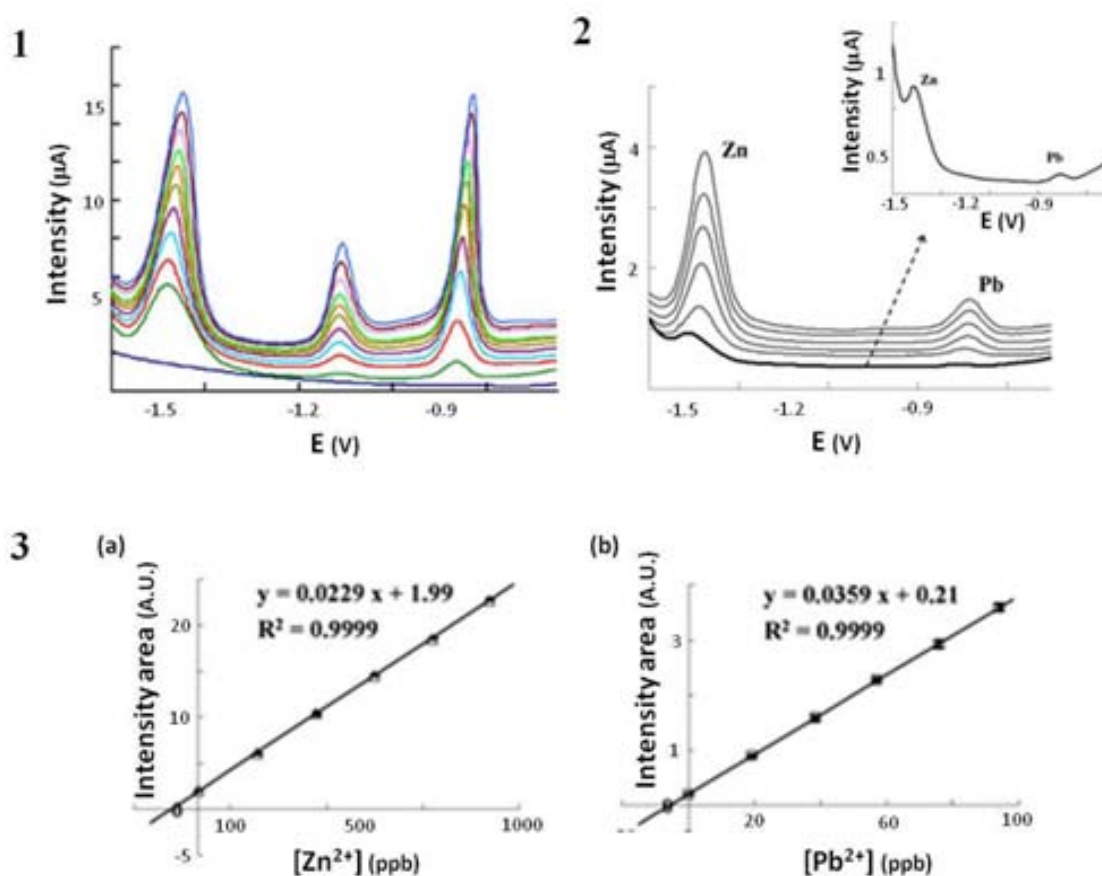 1
Intensity (μA)
15
10
5
-1.5
-1.2
-0.9
E (V)
2
Intensity (μA)
4
2
Zn
Pb
-1.5
-1.2
-0.9
E (V)
Intensity (μA)
1
0.5
Zn
Pb
-1.5
-1.2
-0.9
E (V)
3
(a)
Intensity area (A.U.)
y = 0.0229 x + 1.99
R² = 0.9999
20
10
0
-5
100
500
1000
[Zn²⁺] (ppb)
(b)
Intensity area (A.U.)
y = 0.0359 x + 0.21
R² = 0.9999
3
1
20
60
100
[Pb²⁺] (ppb)